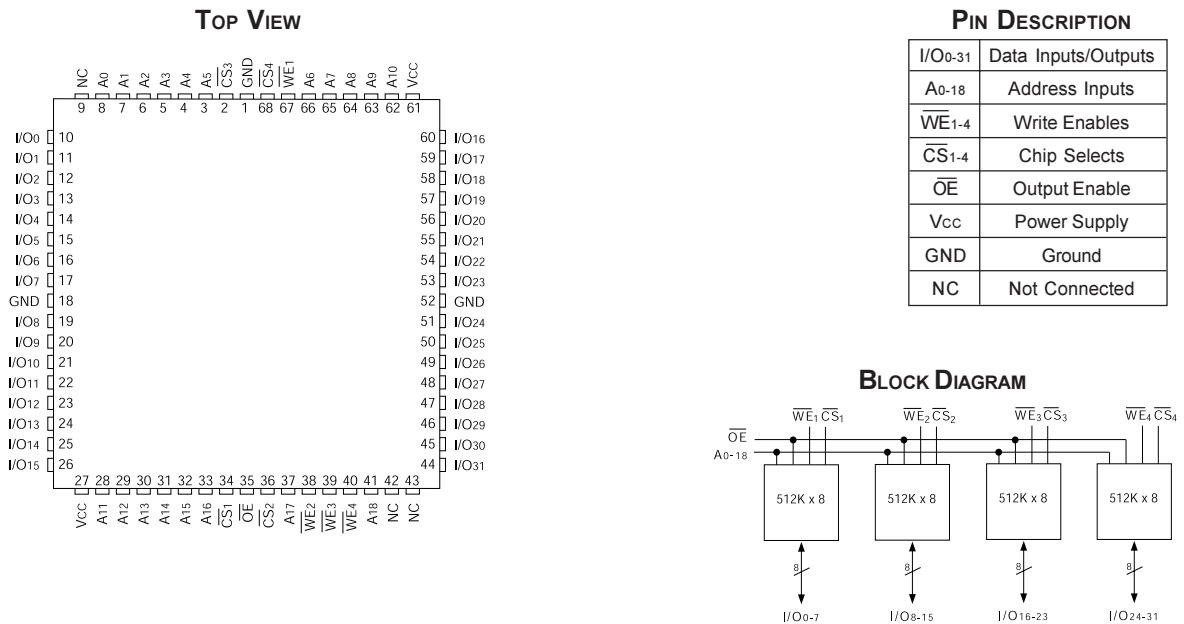 TOP VIEW
NC A0 A1 A2 A3 A4 A5 CS3 GND CS4 WE1 A6 A7 A8 A9 A10 VCC
9 8 7 6 5 4 3 2 1 68 67 66 65 64 63 62 61
I/O0 10
I/O1 11
I/O2 12
I/O3 13
I/O4 14
I/O5 15
I/O6 16
I/O7 17
GND 18
I/O8 19
I/O9 20
I/O10 21
I/O11 22
I/O12 23
I/O13 24
I/O14 25
I/O15 26
60 I/O16
59 I/O17
58 I/O18
57 I/O19
56 I/O20
55 I/O21
54 I/O22
53 I/O23
52 GND
51 I/O24
50 I/O25
49 I/O26
48 I/O27
47 I/O28
46 I/O29
45 I/O30
44 I/O31
27 28 29 30 31 32 33 34 35 36 37 38 39 40 41 42 43
VCC A11 A12 A13 A14 A15 A16 CS1 OE CS2 A17 WE2 WE3 WE4 A18 NC NC
PIN DESCRIPTION
I/O0-31 Data Inputs/Outputs
A0-18 Address Inputs
WE1-4 Write Enables
CS1-4 Chip Selects
OE Output Enable
VCC Power Supply
GND Ground
NC Not Connected
BLOCK DIAGRAM
WE1 CS1 WE2 CS2 WE3 CS3 WE4 CS4
OE
A0-18
512K x 8 512K x 8 512K x 8 512K x 8
8 8 8 8
I/O0-7 I/O8-15 I/O16-23 I/O24-31